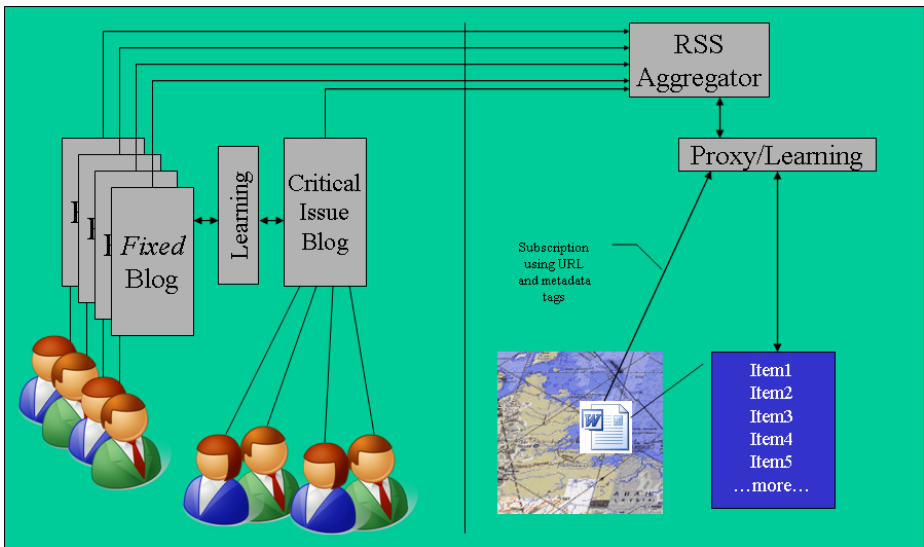 RSS
Aggregator
Proxy/Learning
Fixed
Blog
Learning
Critical
Issue
Blog
Subscription
using URL
and metadata
tags
W
Item1
Item2
Item3
Item4
Item5
…more…